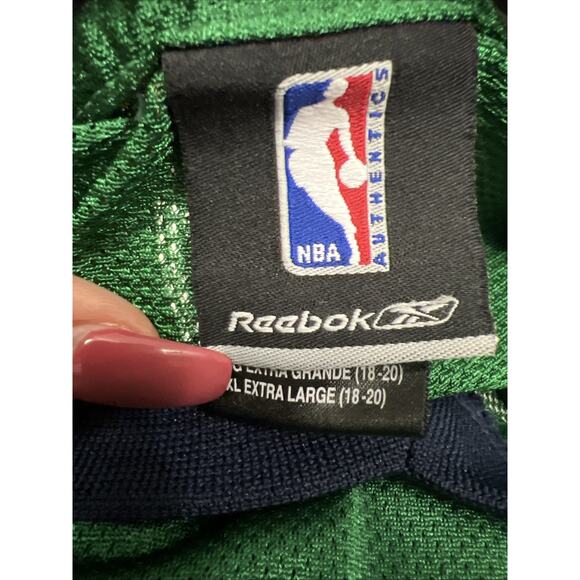 NBA
AUTHENTICS
Reebok
G EXTRA GRANDE (18-20)
XL EXTRA LARGE (18-20)